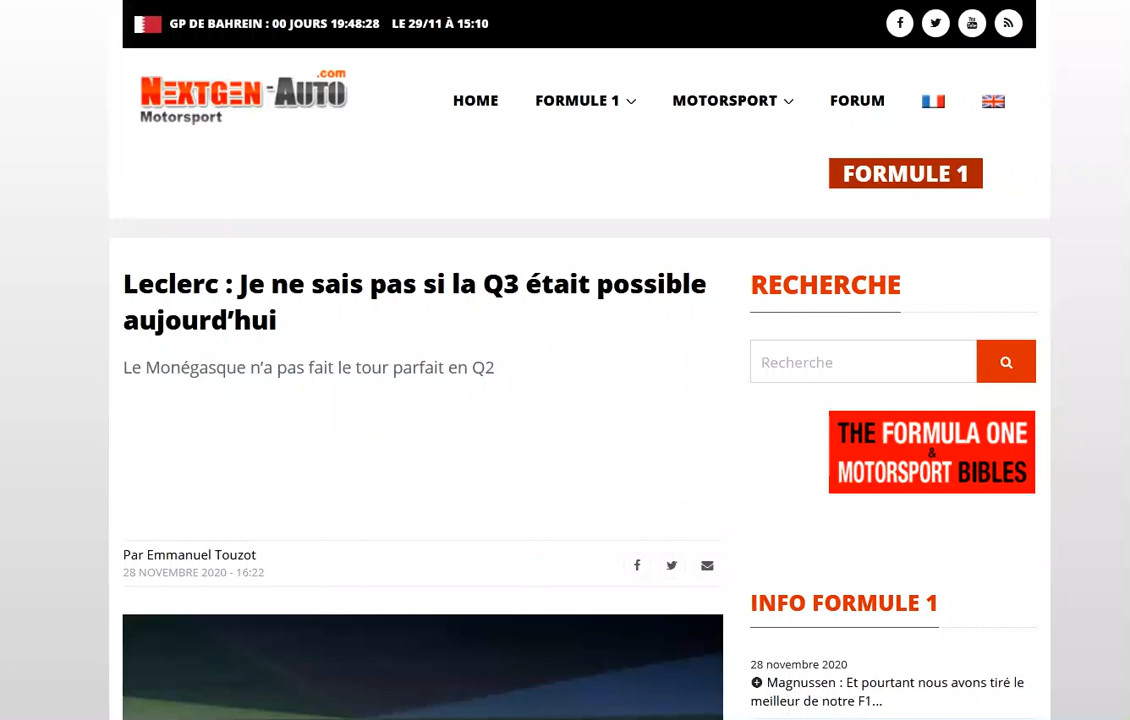 GP DE BAHREIN : 00 JOURS 19:48:28 LE 29/11 À 15:10
You Tube
NEXTGEN-AUTO.com
Motorsport
HOME FORMULE 1 MOTORSPORT FORUM
FORMULE 1
Leclerc : Je ne sais pas si la Q3 était possible
aujourd’hui
Le Monégasque n’a pas fait le tour parfait en Q2
Par Emmanuel Touzot
28 NOVEMBRE 2020 - 16:22
RECHERCHE
Recherche
THE FORMULA ONE
&
MOTORSPORT BIBLES
INFO FORMULE 1
28 novembre 2020
Magnussen : Et pourtant nous avons tiré le
meilleur de notre F1...